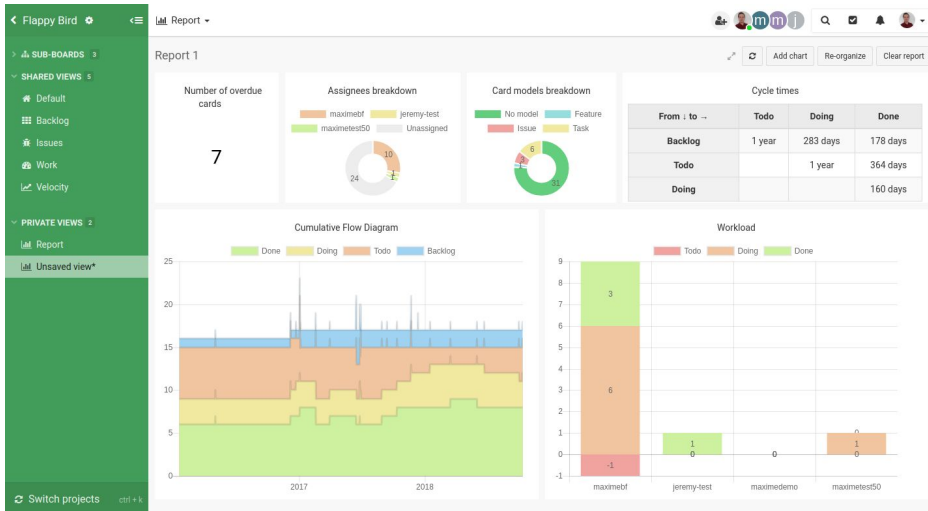 Flappy Bird
Report
m m j
SUB-BOARDS 3
SHARED VIEWS 5
Default
Backlog
Issues
Work
Velocity
PRIVATE VIEWS 2
Report
Unsaved view*
Switch projects ctrl + k
Report 1
Add chart Re-organize Clear report
Number of overdue
cards
7
Assignees breakdown
maximebf jeremy-test
maximetest50 Unassigned
10
1
24
Card models breakdown
No model Feature
Issue Task
6
3
1
31
Cycle times
From ↓ to → Todo Doing Done
Backlog 1 year 283 days 178 days
Todo 1 year 364 days
Doing 160 days
Cumulative Flow Diagram
Done Doing Todo Backlog
25
20
15
10
5
0
2017 2018
Workload
Todo Doing Done
9
8
7
6
5
4
3
2
1
0
-1
3
6
-1
1
0
0
0
1
0
maximebf jeremy-test maximedemo maximetest50